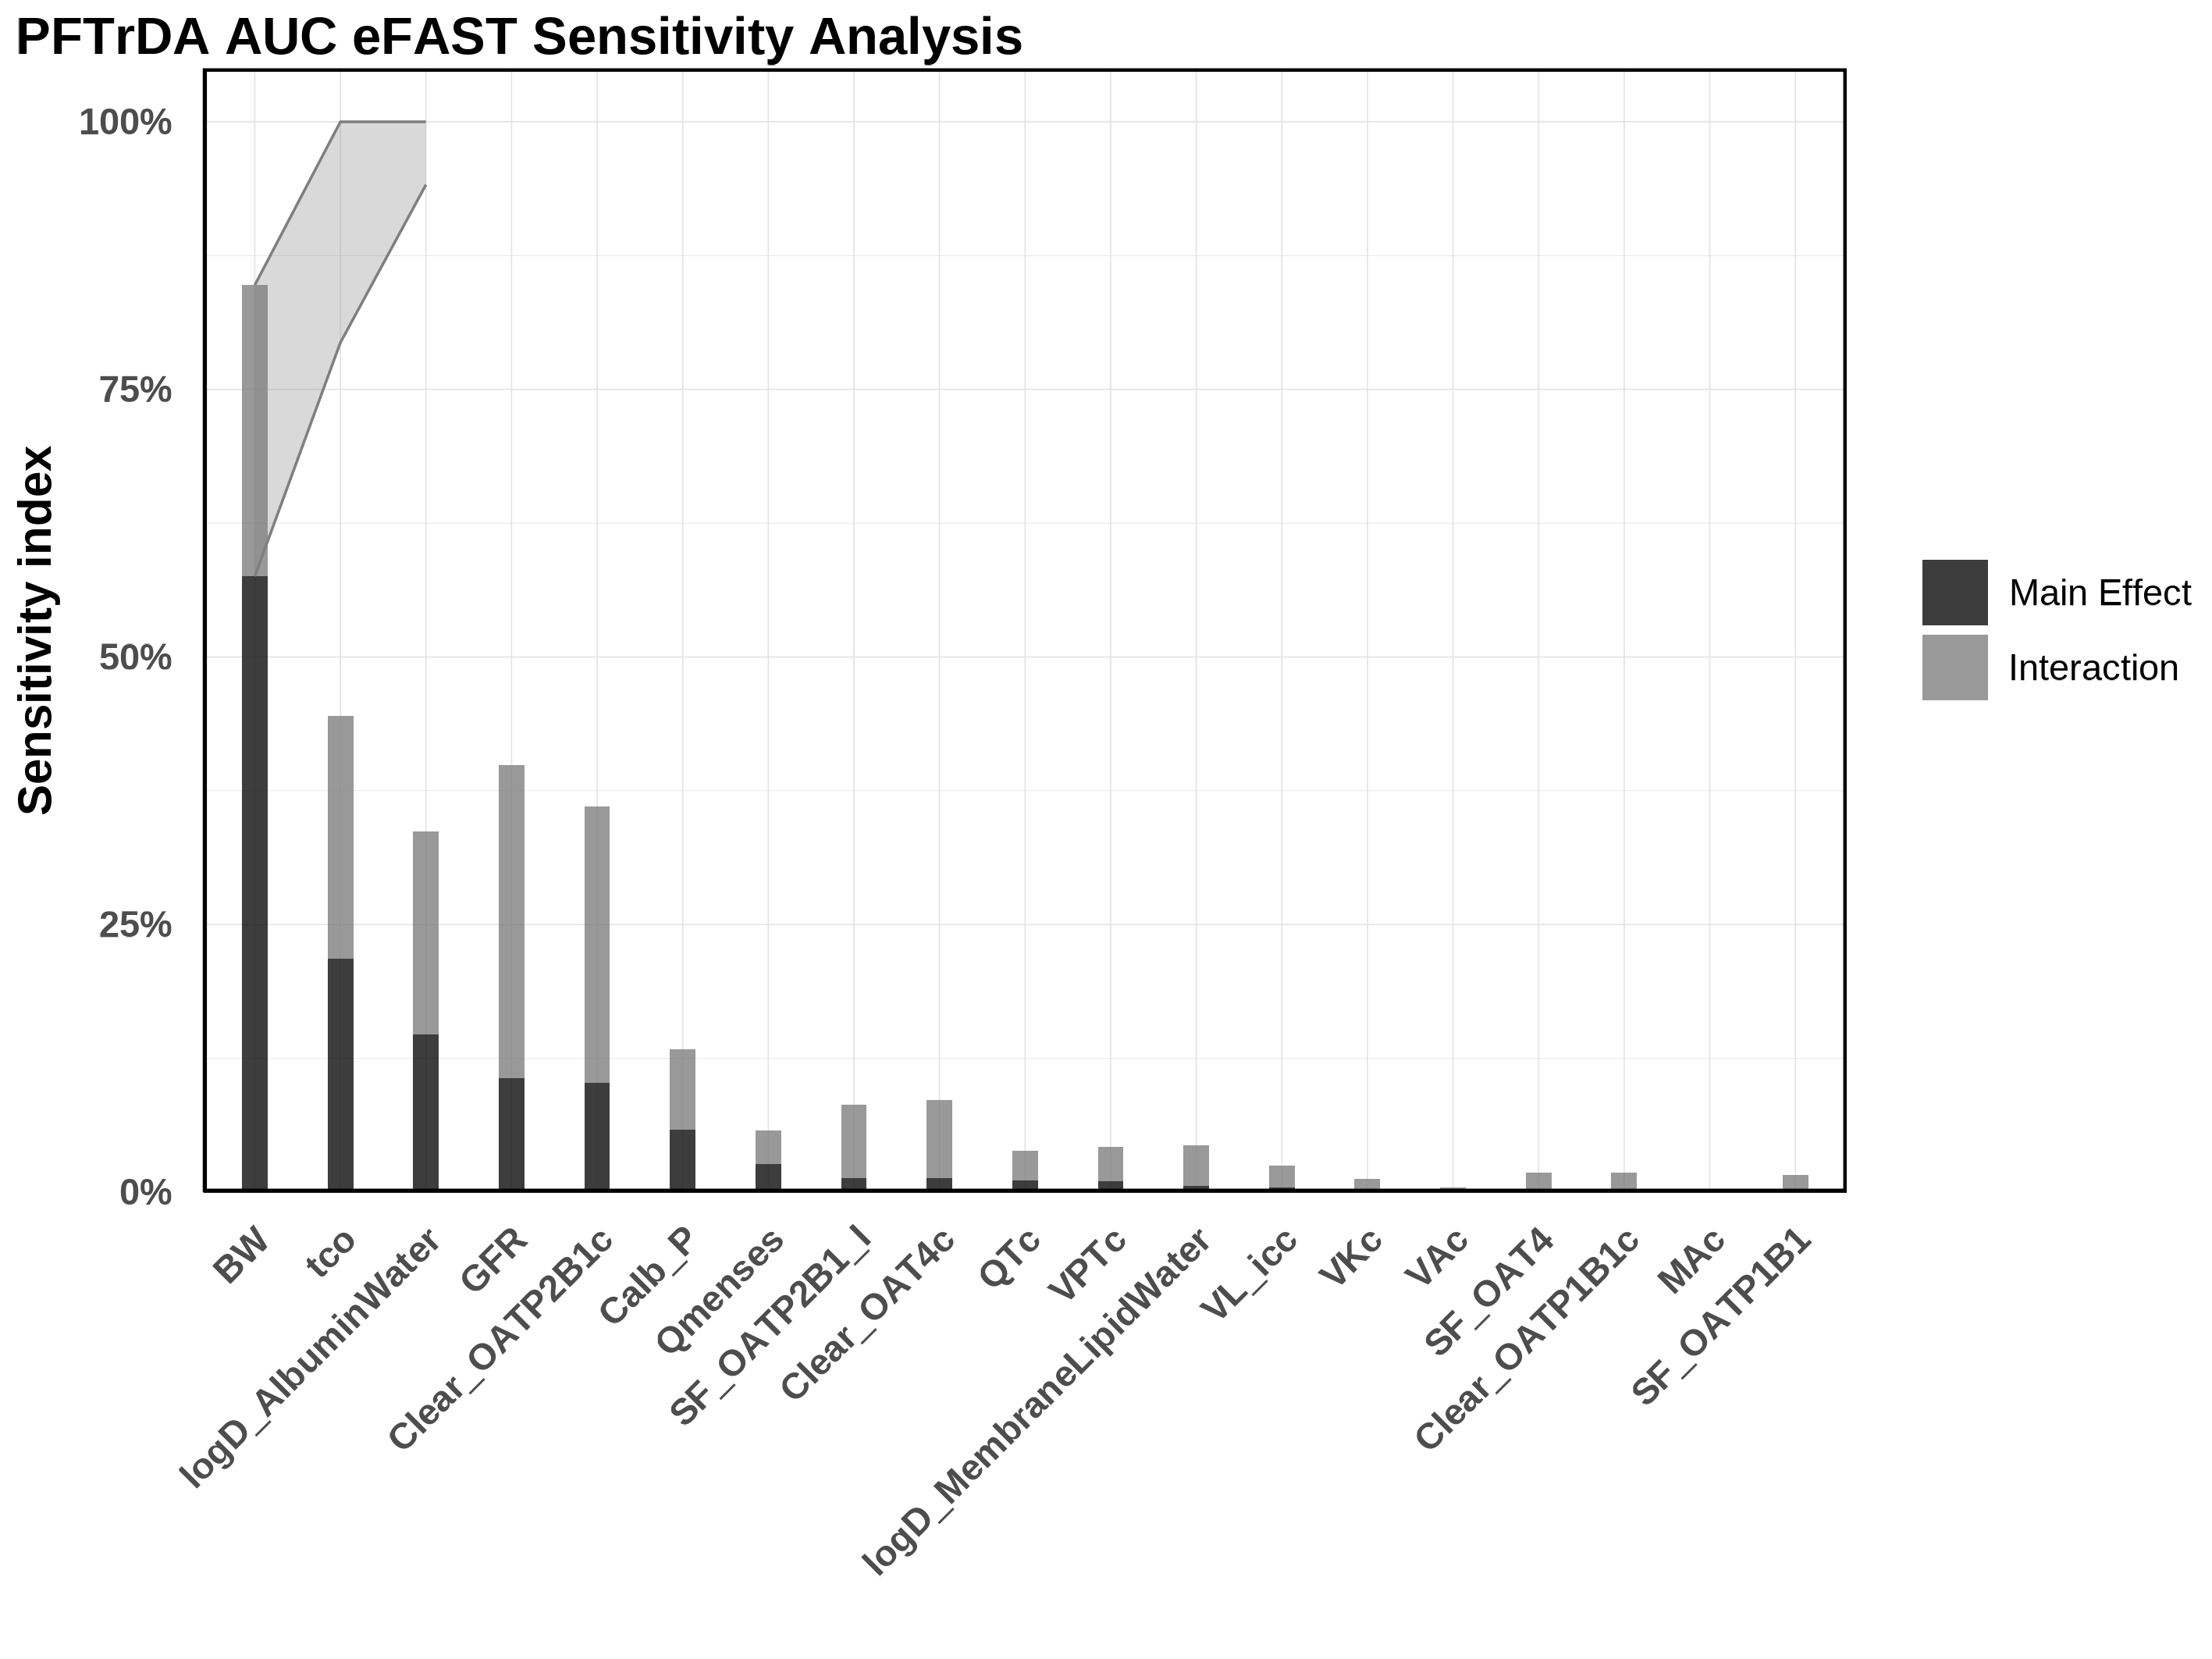 PFTrDA AUC eFAST Sensitivity Analysis
Sensitivity index
100%
75%
50%
25%
0%
BW
tco
logD_AlbuminWater
GFR
Clear_OATP2B1c
Calb_P
Qmenses
SF_OATP2B1_l
Clear_OAT4c
QTc
VPTc
logD_MembraneLipidWater
VL_icc
VKc
VAc
SF_OAT4
Clear_OATP1B1c
MAc
SF_OATP1B1
Main Effect
Interaction